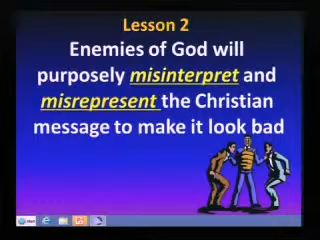 Lesson 2
Enemies of God will
purposely misinterpret and
misrepresent the Christian
message to make it look bad